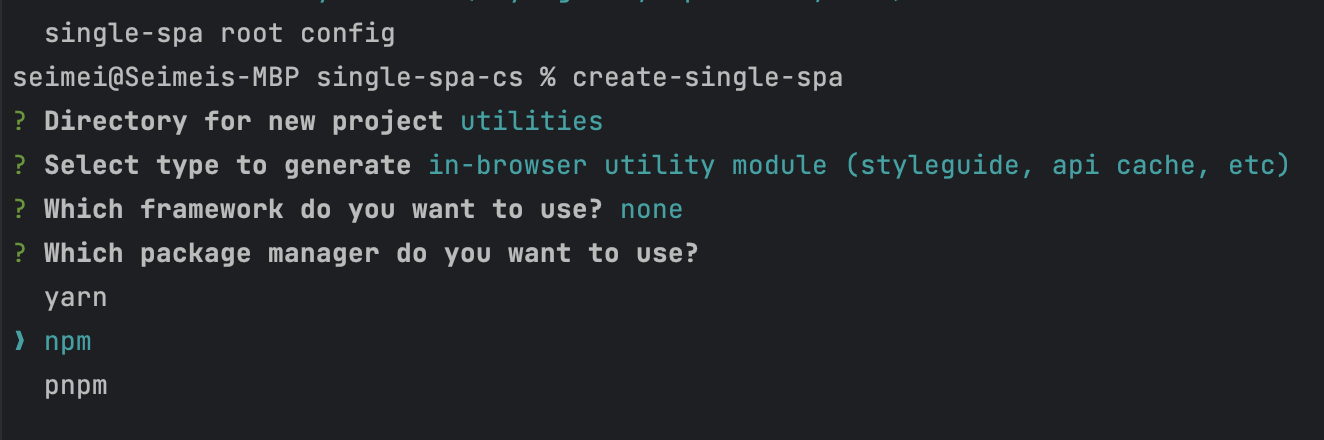 single-spa root config
seimei@Seimeis-MBP single-spa-cs % create-single-spa
? Directory for new project utilities
? Select type to generate in-browser utility module (styleguide, api cache, etc)
? Which framework do you want to use? none
? Which package manager do you want to use?
yarn
❯ npm
pnpm